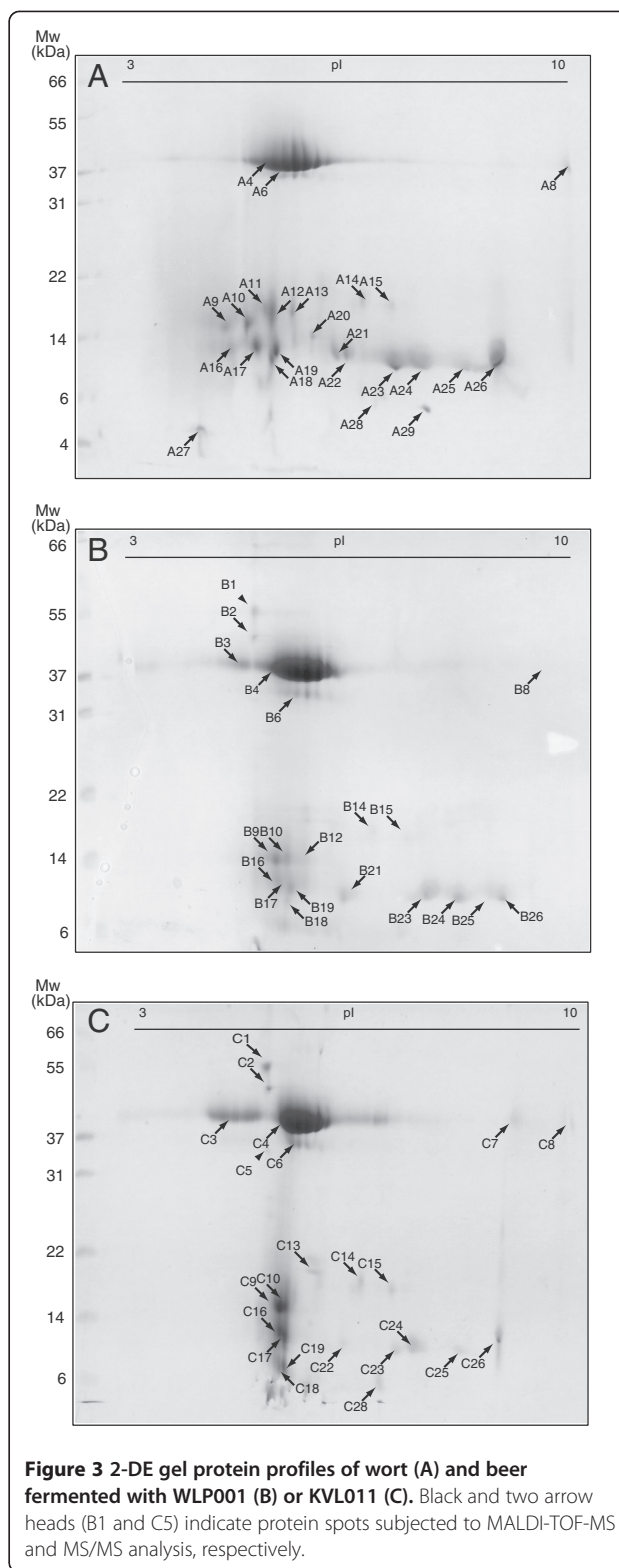 Mw
(kDa)
A
3 pI 10
66
55
37
31
22
14
6
4
A4
A6
A8
A11
A10
A9
A12 A13
A14 A15
A20
A21
A16
A17
A19
A18
A22
A23
A24
A25
A26
A28
A29
A27
Mw
(kDa)
B
3 pI 10
66
55
37
31
22
14
6
B1
B2
B3
B4
B6
B8
B14
B15
B9 B10
B12
B16
B17
B19
B18
B21
B23
B24
B25
B26
Mw
(kDa)
C
3 pI 10
66
55
37
31
22
14
6
C1
C2
C3
C4
C5
C6
C7
C8
C13
C14
C15
C9 C10
C16
C17
C19
C18
C22
C24
C23
C25
C26
C28
Figure 3 2-DE gel protein profiles of wort (A) and beer
fermented with WLP001 (B) or KVL011 (C). Black and two arrow
heads (B1 and C5) indicate protein spots subjected to MALDI-TOF-MS
and MS/MS analysis, respectively.